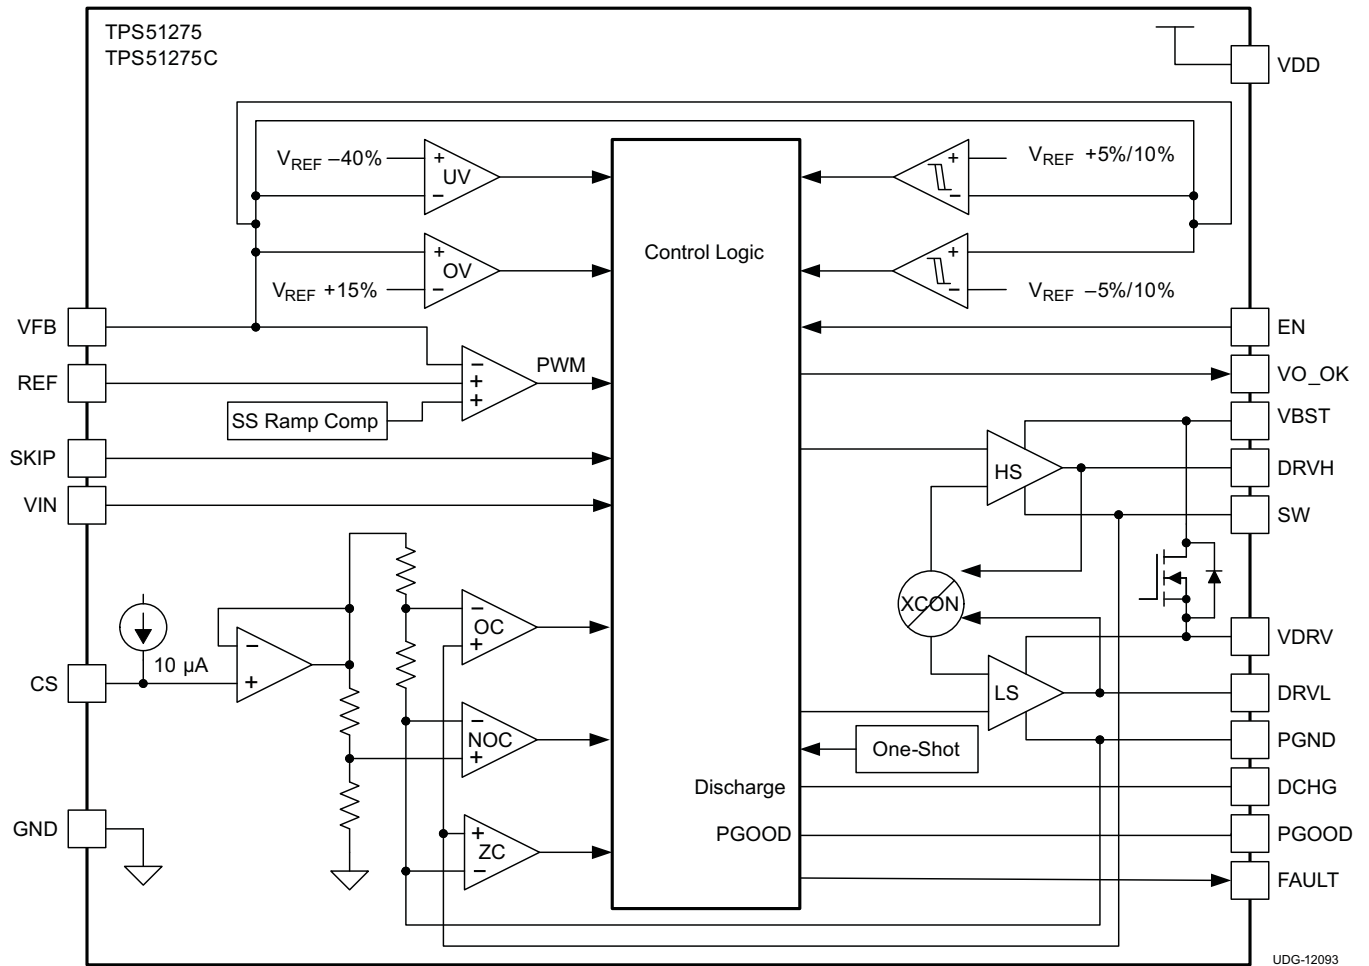 TPS51275
TPS51275C
VDD
VREF –40%
+
UV
–
+
–
VREF +5%/10%
Control Logic
+
OV
–
VREF +15%
+
–
VREF –5%/10%
VFB
EN
REF
–
+
+
PWM
VO_OK
SS Ramp Comp
VBST
SKIP
HS
DRVH
VIN
SW
XCON
–
OC
+
10 µA
–
+
CS
VDRV
LS
DRVL
–
NOC
+
One-Shot
PGND
Discharge
DCHG
GND
+
ZC
–
PGOOD
PGOOD
FAULT
UDG-12093